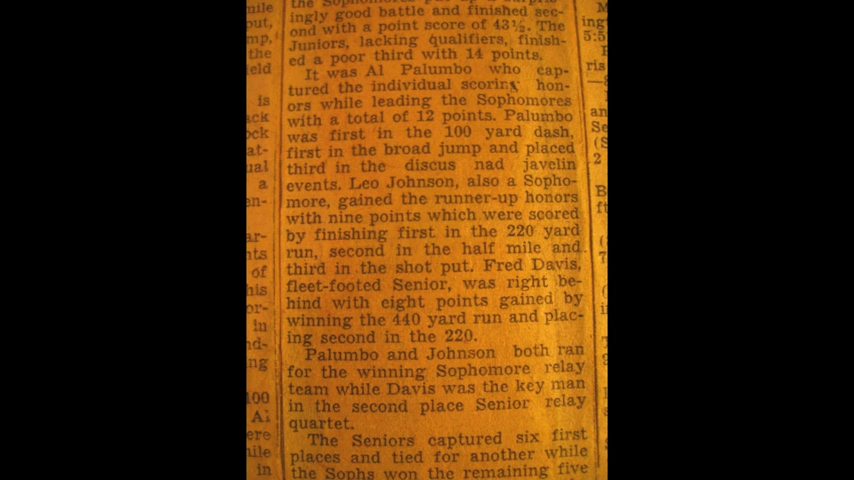 ingly good battle and finished sec-
ond with a point score of 43½. The
Juniors, lacking qualifiers, finish-
ed a poor third with 14 points.
It was Al Palumbo who cap-
tured the individual scoring hon-
ors while leading the Sophomores
with a total of 12 points. Palumbo
was first in the 100 yard dash,
first in the broad jump and placed
third in the discus nad javelin
events. Leo Johnson, also a Sopho-
more, gained the runner-up honors
with nine points which were scored
by finishing first in the 220 yard
run, second in the half mile and
third in the shot put. Fred Davis,
fleet-footed Senior, was right be-
hind with eight points gained by
winning the 440 yard run and plac-
ing second in the 220.
Palumbo and Johnson both ran
for the winning Sophomore relay
team while Davis was the key man
in the second place Senior relay
quartet.
The Seniors captured six first
places and tied for another while
the Sophs won the remaining five